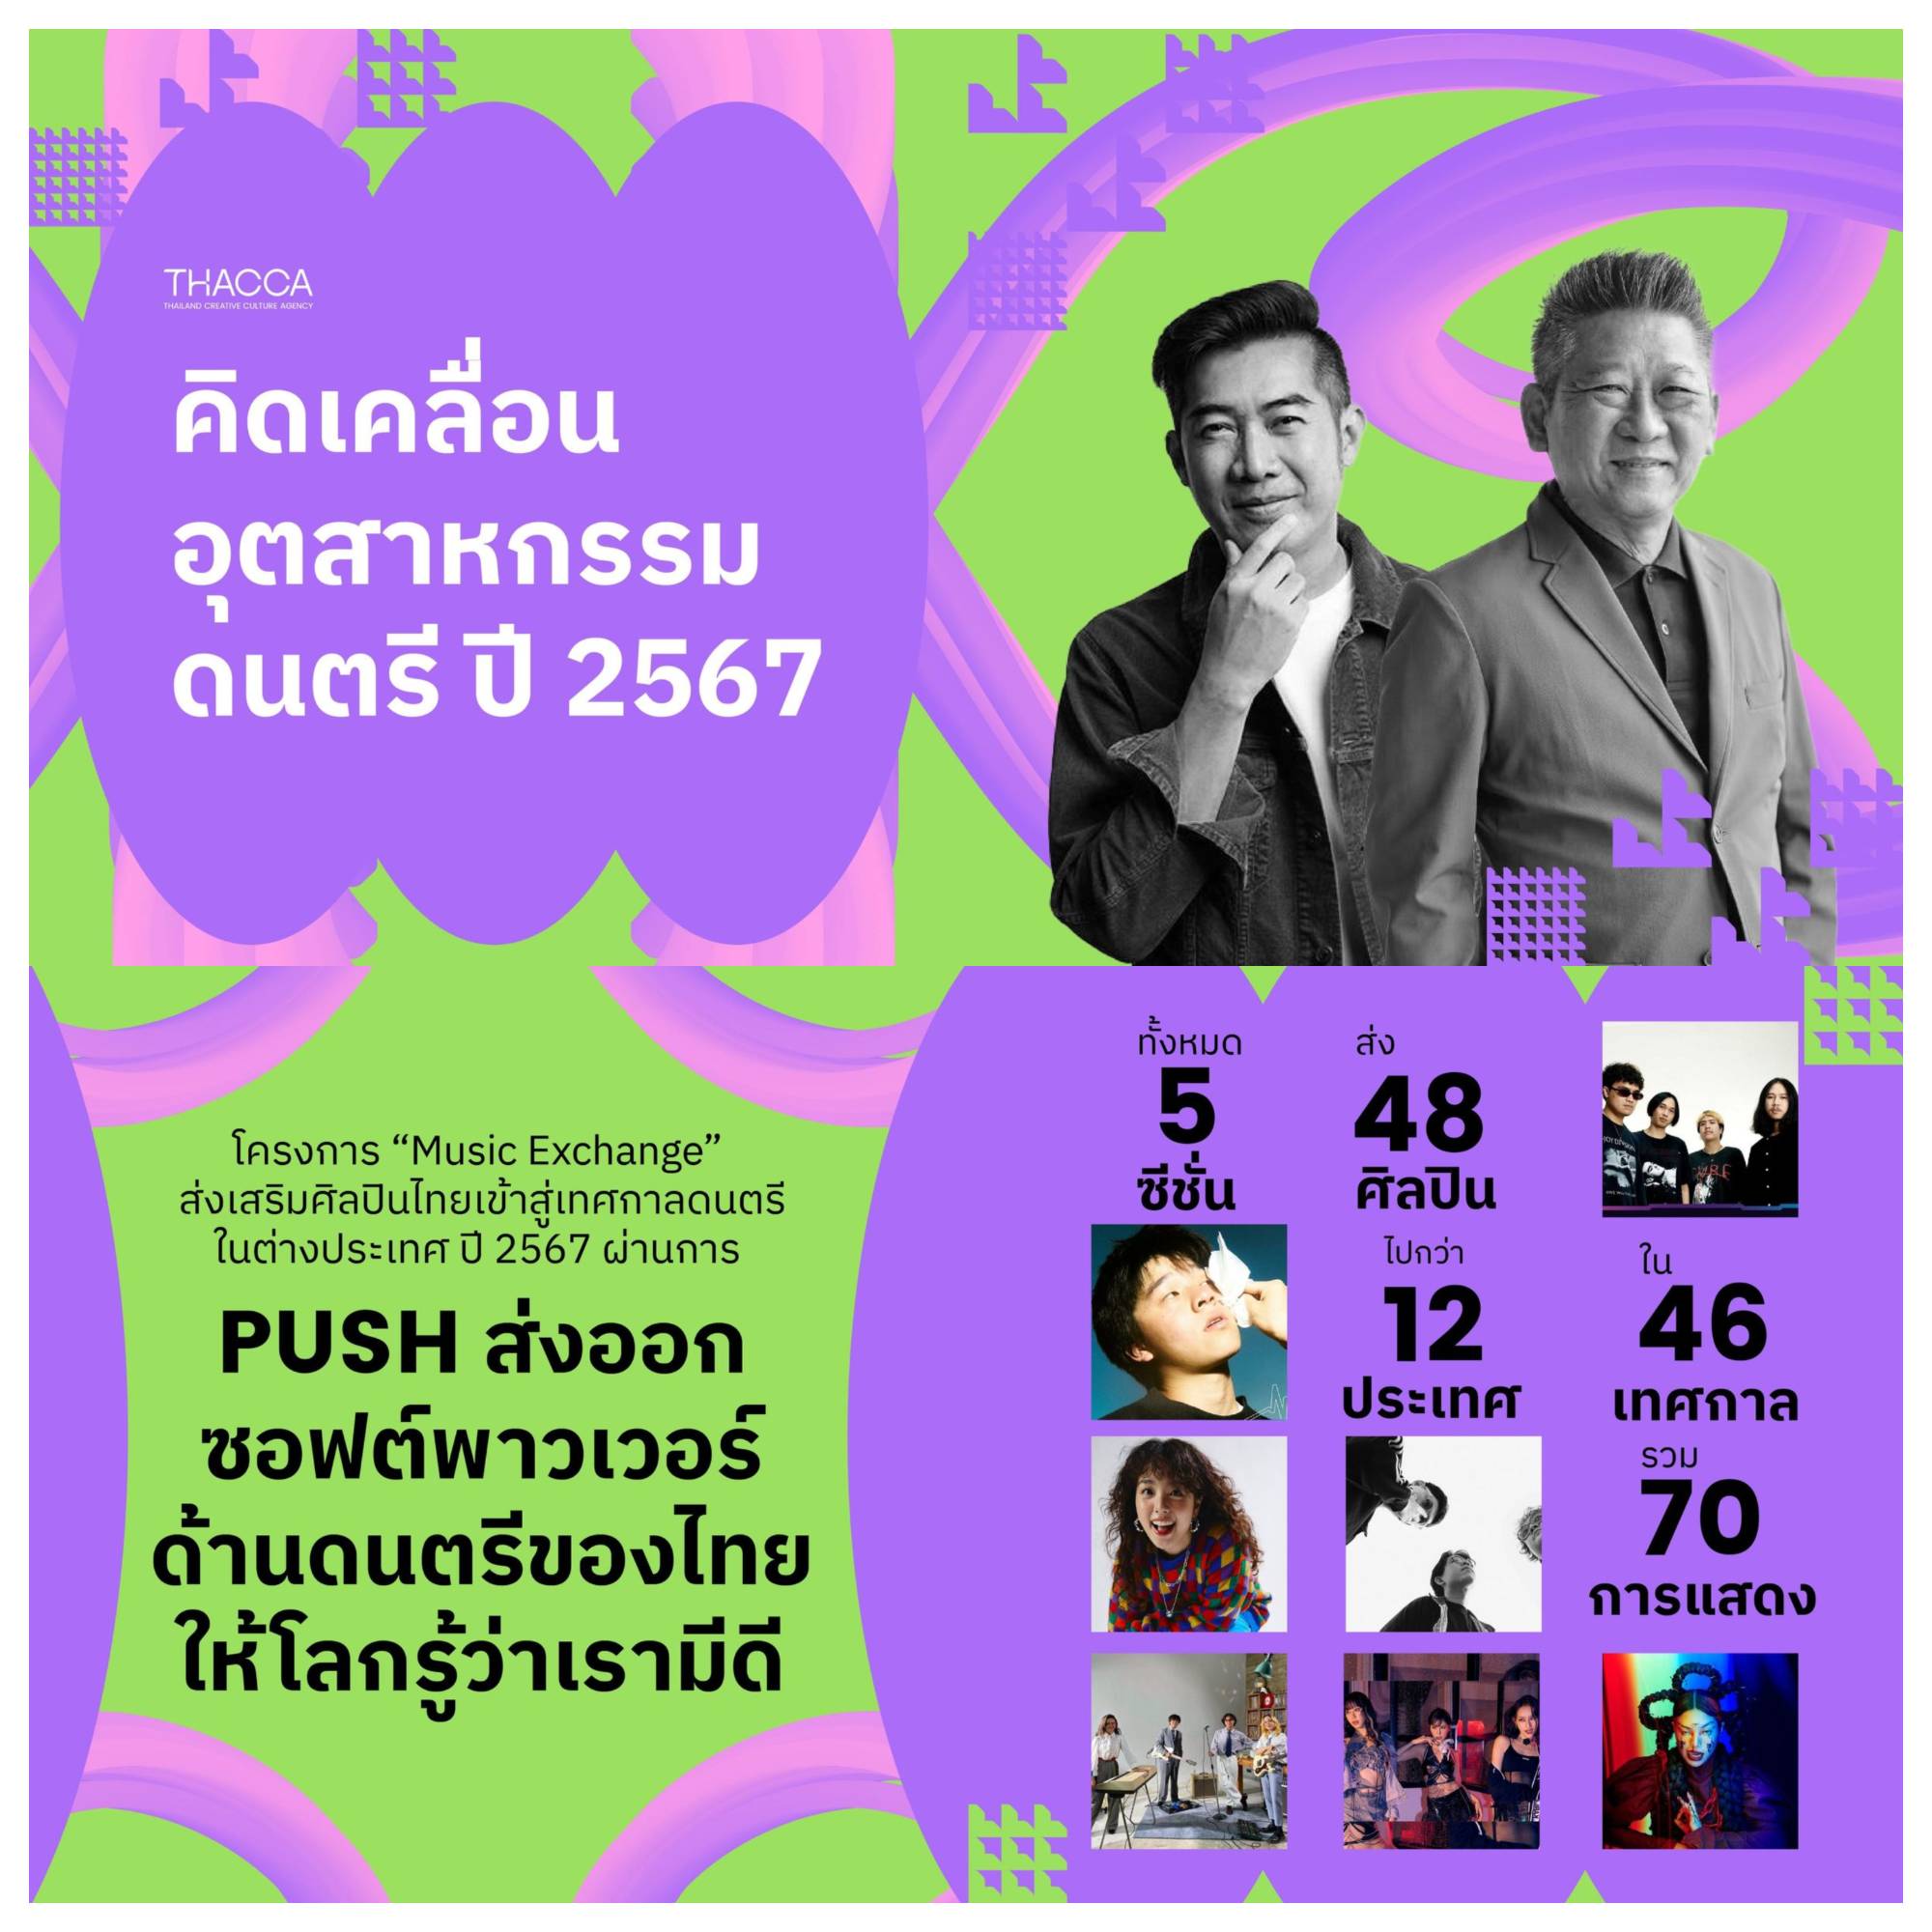 THACCA
THAILAND CREATIVE CULTURE AGENCY
คิดเคลื่อน
อุตสาหกรรม
ดนตรี ปี 2567
โครงการ “Music Exchange”
ส่งเสริมศิลปินไทยเข้าสู่เทศกาลดนตรี
ในต่างประเทศ ปี 2567 ผ่านการ
PUSH ส่งออก
ซอฟต์พาวเวอร์
ด้านดนตรีของไทย
ให้โลกรู้ว่าเรามีดี
ทั้งหมด
5
ซีซั่น
ส่ง
48
ศิลปิน
ไปกว่า
12
ประเทศ
ใน
46
เทศกาล
รวม
70
การแสดง